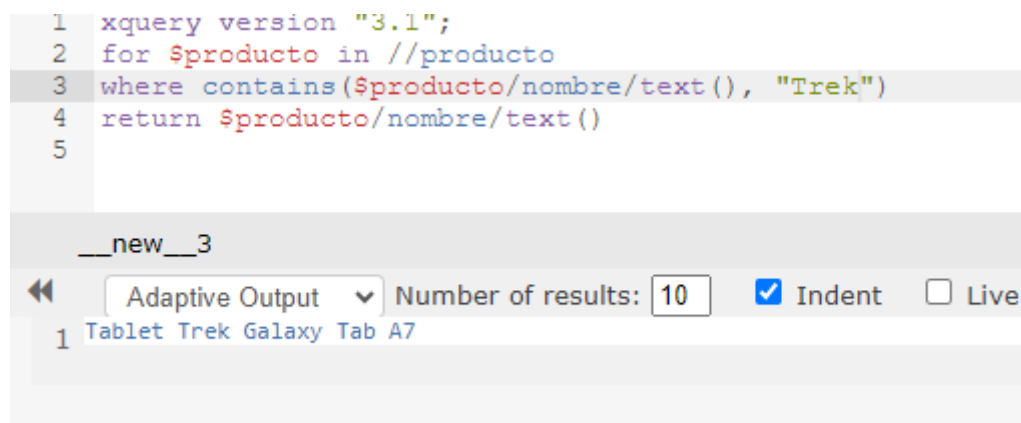 1 xquery version "3.1";
2 for $producto in //producto
3 where contains($producto/nombre/text(), "Trek")
4 return $producto/nombre/text()
5
__new__3
Adaptive Output Number of results: 10 Indent Live
1 Tablet Trek Galaxy Tab A7